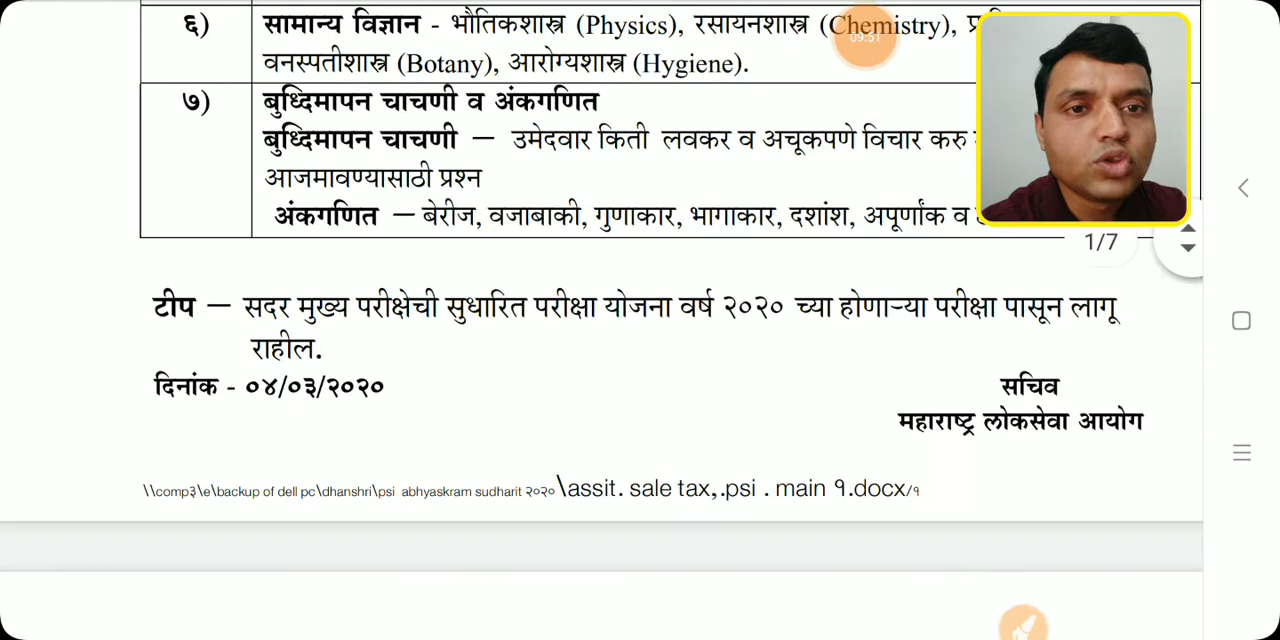 ६) सामान्य विज्ञान - भौतिकशास्त्र (Physics), रसायनशास्त्र (Chemistry),
वनस्पतीशास्त्र (Botany), आरोग्यशास्त्र (Hygiene).
09:51
७) बुध्दिमापन चाचणी व अंकगणित
बुध्दिमापन चाचणी — उमेदवार किती लवकर व अचूकपणे विचार करु
आजमावण्यासाठी प्रश्न
अंकगणित — बेरीज, वजाबाकी, गुणाकार, भागाकार, दशांश, अपूर्णांक व
1/7
टीप — सदर मुख्य परीक्षेची सुधारित परीक्षा योजना वर्ष २०२० च्या होणाऱ्या परीक्षा पासून लागू
राहील.
दिनांक - ०४/०३/२०२०
सचिव
महाराष्ट्र लोकसेवा आयोग
\\comp३\e\backup of dell pc\dhanshri\psi abhyaskram sudharit २०२०\assit. sale tax,.psi . main १.docx/१